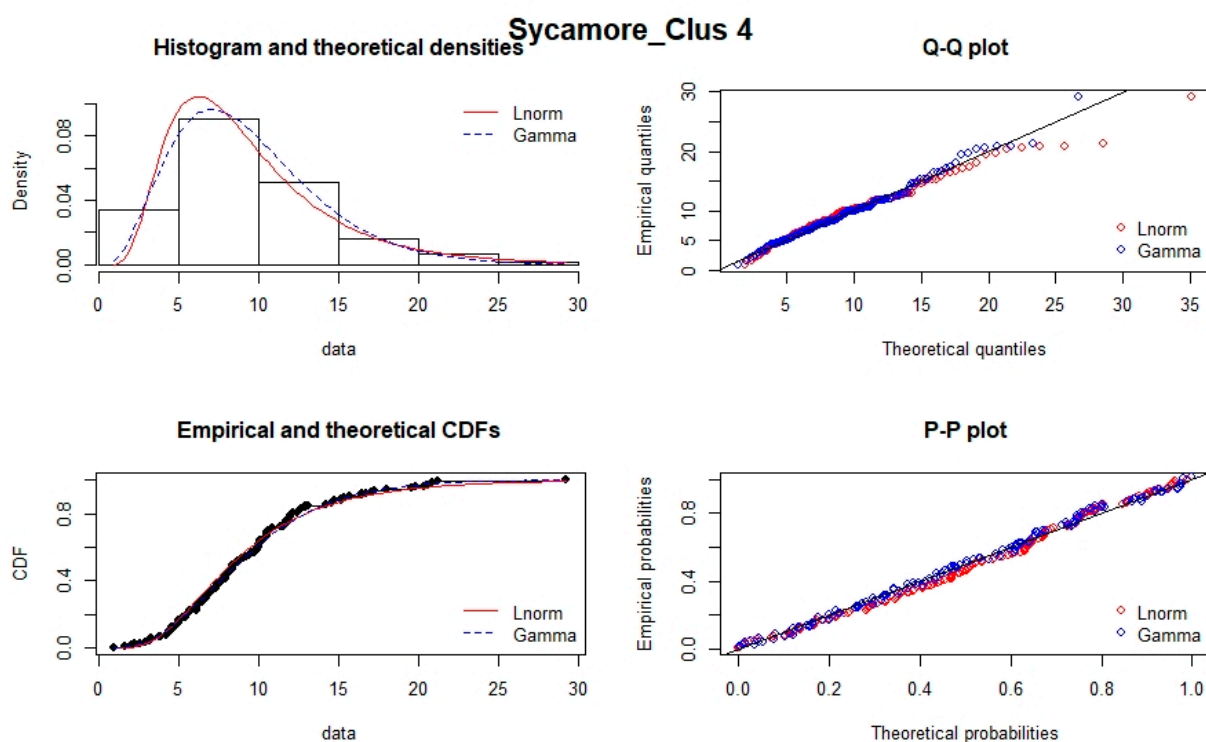 Sycamore_Clus 4
Histogram and theoretical densities
Density
0.00 0.04 0.08
Lnorm
Gamma
0 5 10 15 20 25 30
data
Q-Q plot
Empirical quantiles
0 5 10 20 30
Lnorm
Gamma
5 10 15 20 25 30 35
Theoretical quantiles
Empirical and theoretical CDFs
CDF
0.0 0.4 0.8
Lnorm
Gamma
0 5 10 15 20 25 30
data
P-P plot
Empirical probabilities
0.0 0.4 0.8
Lnorm
Gamma
0.0 0.2 0.4 0.6 0.8 1.0
Theoretical probabilities